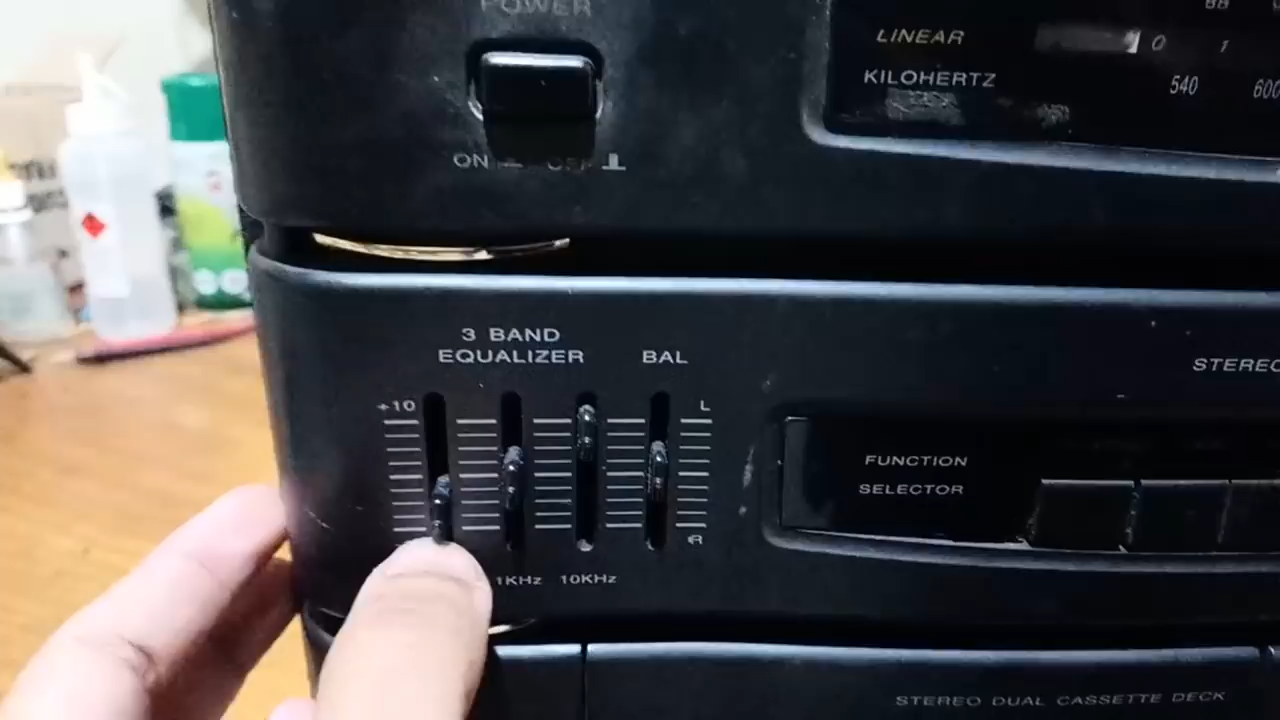 POWER
ON OFF
LINEAR 0 1
88
KILOHERTZ 540 600
3 BAND
EQUALIZER
BAL
+10
L
R
1KHz 10KHz
STEREO
FUNCTION
SELECTOR
STEREO DUAL CASSETTE DECK